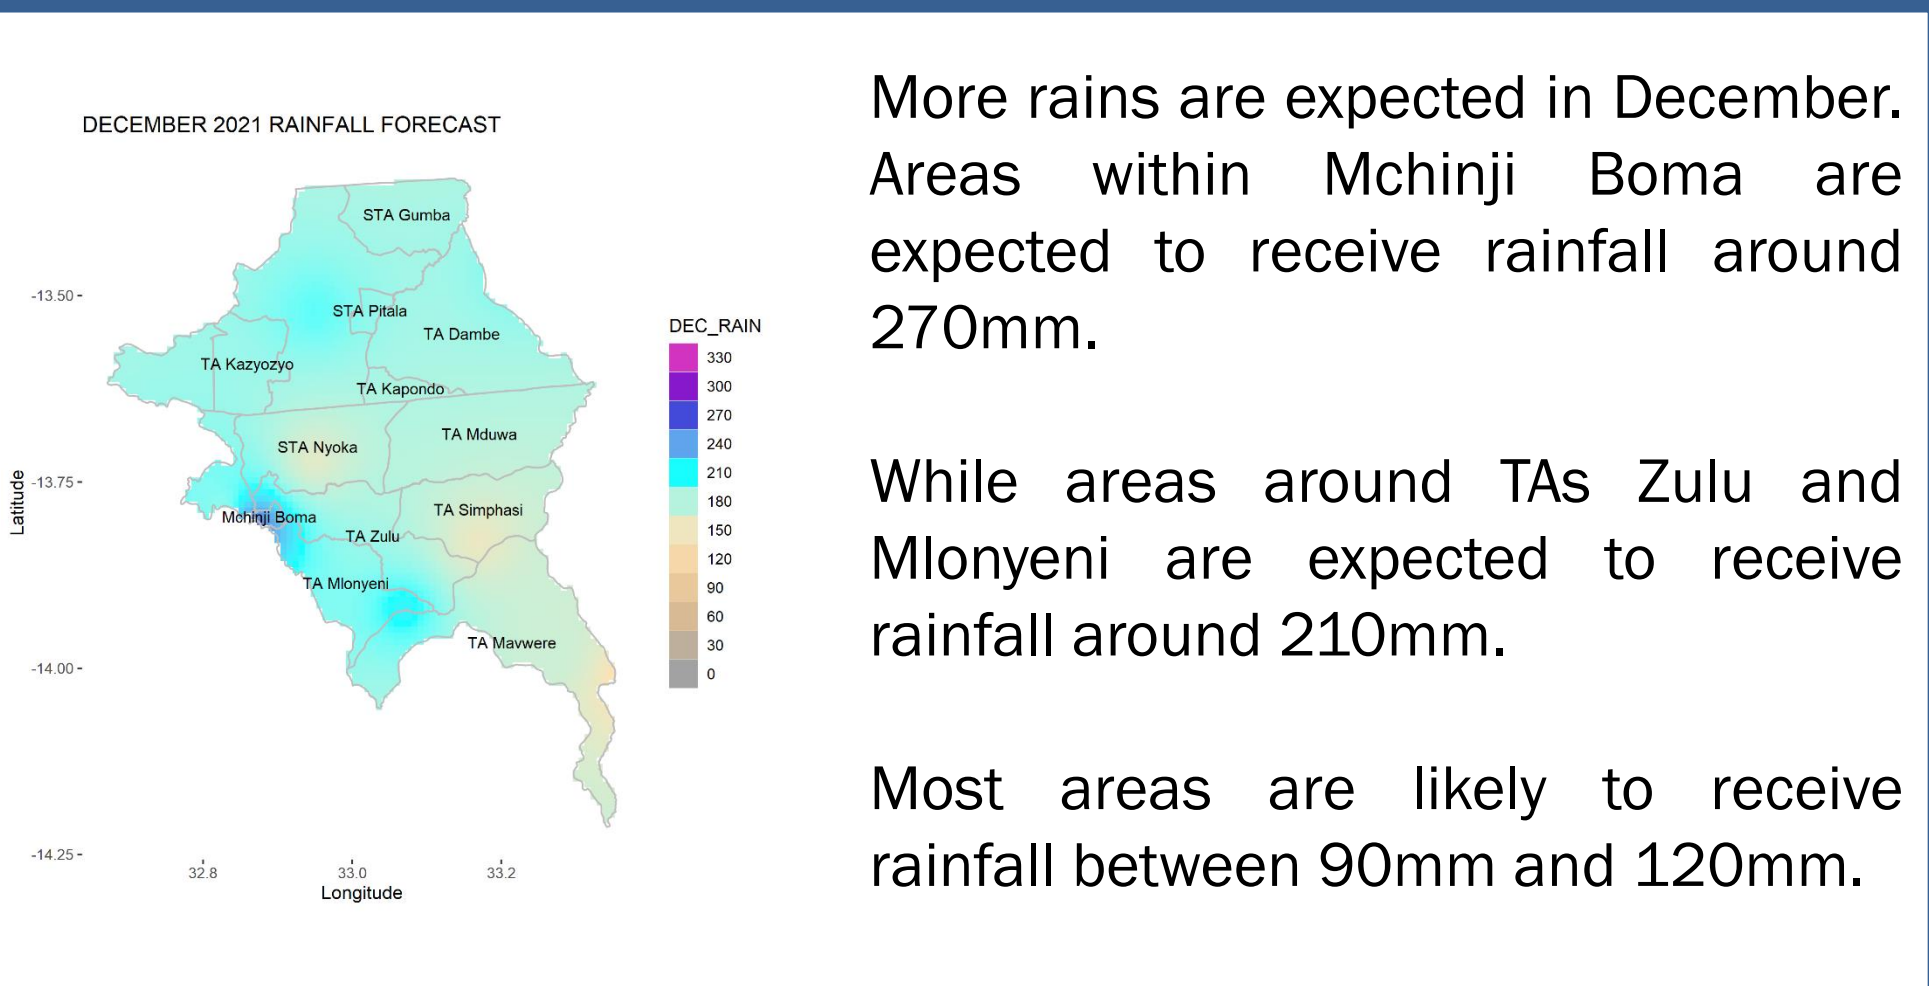 DECEMBER 2021 RAINFALL FORECAST
STA Gumba
-13.50
STA Pitala
TA Dambe
TA Kazyozyo
TA Kapondo
TA Mduwa
STA Nyoka
-13.75
Latitude
TA Simphasi
Mchinji Boma
TA Zulu
TA Mlonyeni
TA Mavwere
-14.00
-14.25
32.8
33.0
33.2
Longitude
DEC_RAIN
330
300
270
240
210
180
150
120
90
60
30
0
More rains are expected in December.
Areas within Mchinji Boma are
expected to receive rainfall around
270mm.
While areas around TAs Zulu and
Mlonyeni are expected to receive
rainfall around 210mm.
Most areas are likely to receive
rainfall between 90mm and 120mm.